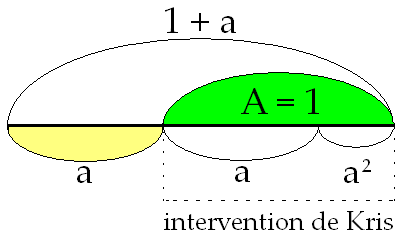 1 + a
A = 1
a
a
a²
intervention de Kris